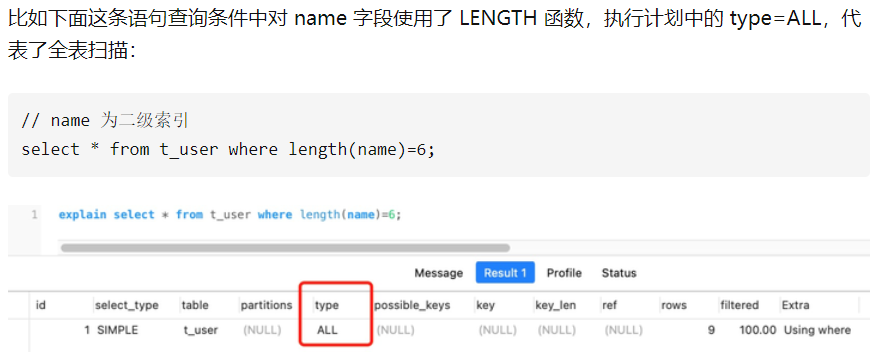 比如下面这条语句查询条件中对 name 字段使用了 LENGTH 函数，执行计划中的 type=ALL，代
表了全表扫描：
// name 为二级索引
select * from t_user where length(name)=6;
1 explain select * from t_user where length(name)=6;
Message Result 1 Profile Status
id select_type table partitions type possible_keys key key_len ref rows filtered Extra
1 SIMPLE t_user (NULL) ALL (NULL) (NULL) (NULL) (NULL) 9 100.00 Using where